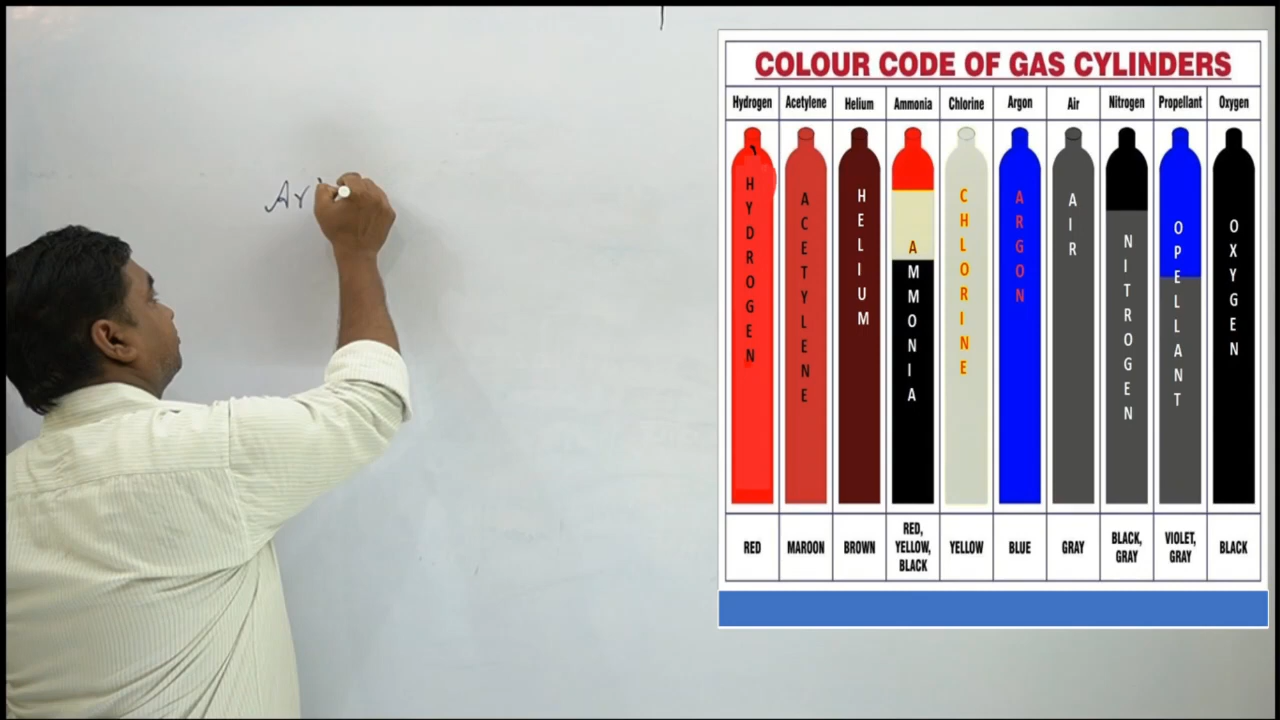 Ar
COLOUR CODE OF GAS CYLINDERS
Hydrogen Acetylene Helium Ammonia Chlorine Argon Air Nitrogen Propellant Oxygen
HYDROGEN
ACETYLENE
HELIUM
AMMONIA
CHLORINE
ARGON
AIR
NITROGEN
OPELLANT
OXYGEN
RED MAROON BROWN RED, YELLOW, BLACK YELLOW BLUE GRAY BLACK, GRAY VIOLET, GRAY BLACK